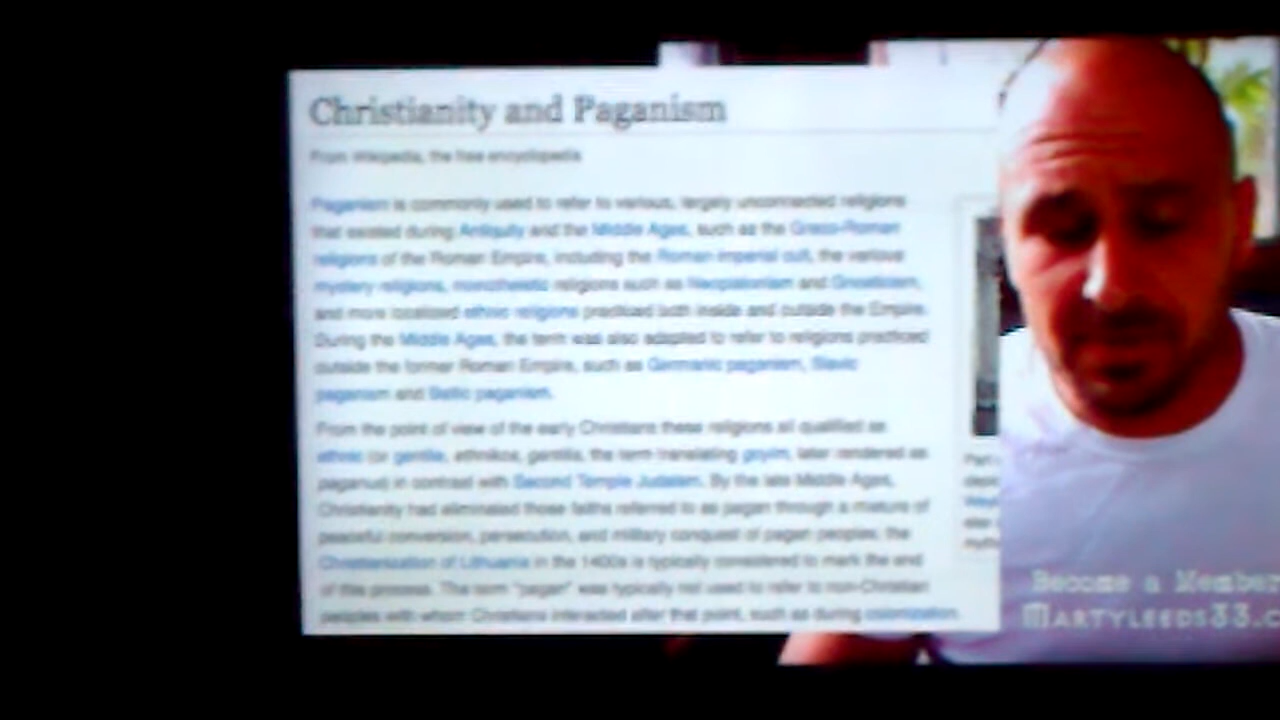 Christianity and Paganism
From Wikipedia, the free encyclopedia
Paganism is commonly used to refer to various, largely unconnected religions
that existed during Antiquity and the Middle Ages, such as the Greco-Roman
religions of the Roman Empire, including the Roman imperial cult, the various
mystery religions, monotheistic religions such as Neoplatonism and Gnosticism,
and more localized ethnic religions practiced both inside and outside the Empire.
During the Middle Ages, the term was also adapted to refer to religions practiced
outside the former Roman Empire, such as Germanic paganism, Slavic
paganism and Baltic paganism.
From the point of view of the early Christians these religions all qualified as
ethnic (or gentile, ethnikos, gentilis, the term translating goyim, later rendered as
paganus) in contrast with Second Temple Judaism. By the late Middle Ages,
Christianity had eliminated those faiths referred to as pagan through a mixture of
peaceful conversion, persecution, and military conquest of pagan peoples; the
Christianization of Lithuania in the 1400s is typically considered to mark the end
of this process. The term "pagan" was typically not used to refer to non-Christian
peoples with whom Christians interacted after that point, such as during colonization.
Become a Member
MARTYLEEDS33.C